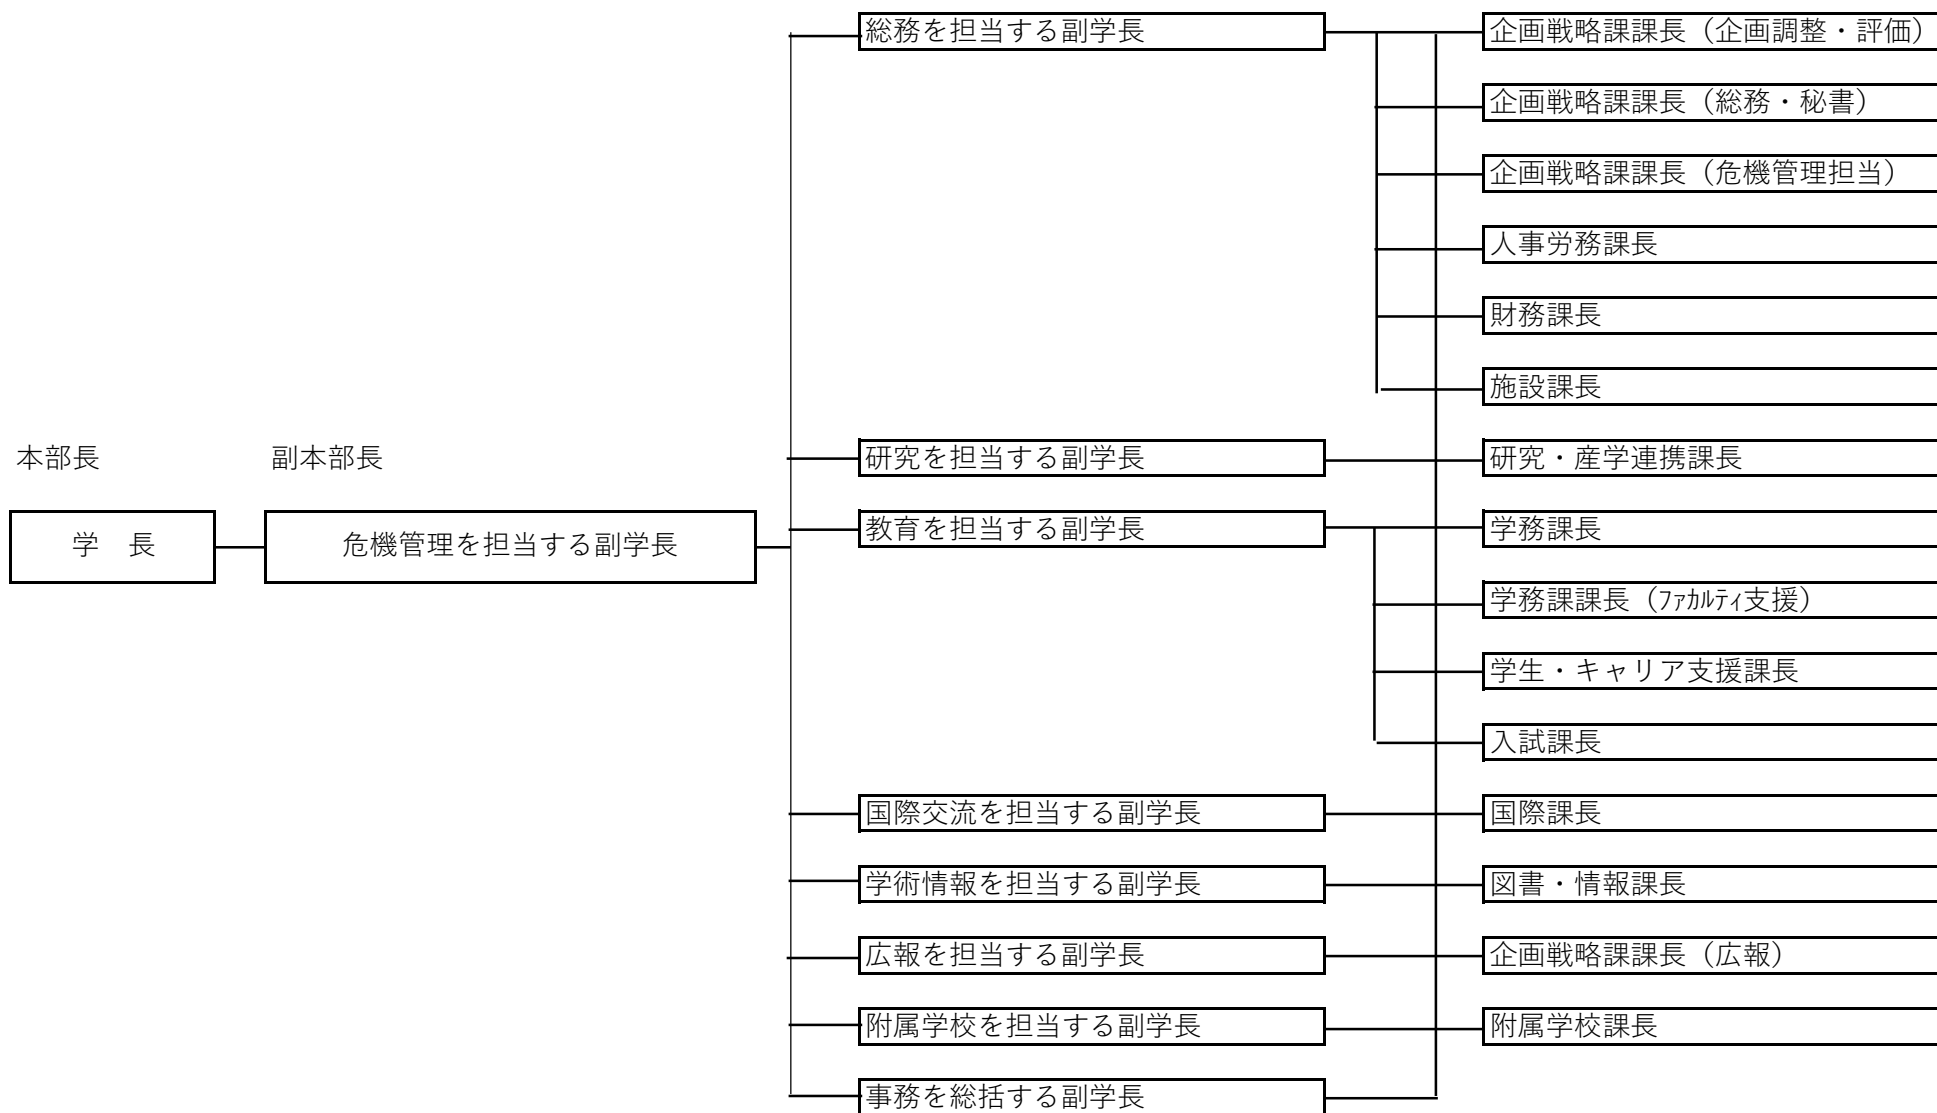 本部長
学　長
副本部長
危機管理を担当する副学長
総務を担当する副学長
研究を担当する副学長
教育を担当する副学長
国際交流を担当する副学長
学術情報を担当する副学長
広報を担当する副学長
附属学校を担当する副学長
事務を総括する副学長
企画戦略課課長（企画調整・評価）
企画戦略課課長（総務・秘書）
企画戦略課課長（危機管理担当）
人事労務課長
財務課長
施設課長
研究・産学連携課長
学務課長
学務課課長（ﾌｧｶﾙﾃｨ支援）
学生・キャリア支援課長
入試課長
国際課長
図書・情報課長
企画戦略課課長（広報）
附属学校課長